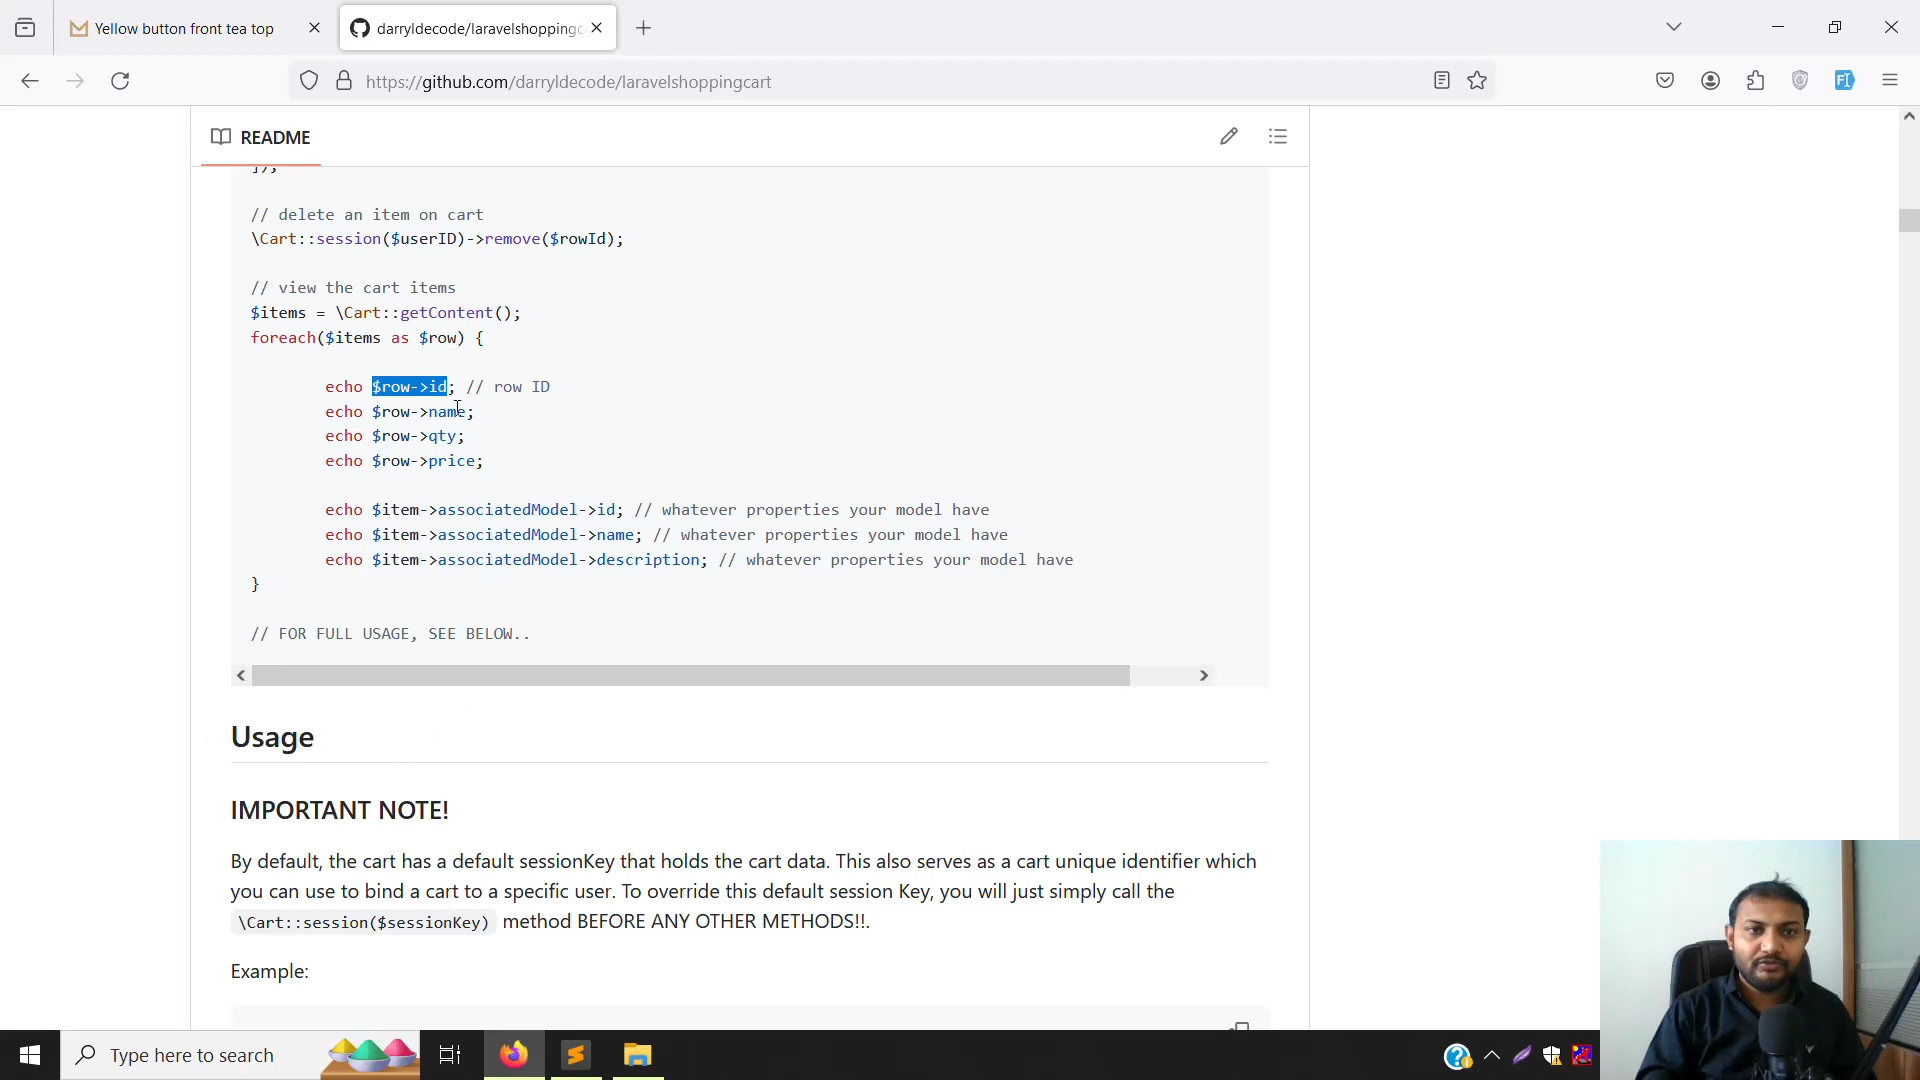 Yellow button front tea top
darryldecode/laravelshoppingc
https://github.com/darryldecode/laravelshoppingcart
README
]);
// delete an item on cart
\Cart::session($userID)->remove($rowId);
// view the cart items
$items = \Cart::getContent();
foreach($items as $row) {
echo $row->id; // row ID
echo $row->name;
echo $row->qty;
echo $row->price;
echo $item->associatedModel->id; // whatever properties your model have
echo $item->associatedModel->name; // whatever properties your model have
echo $item->associatedModel->description; // whatever properties your model have
}
// FOR FULL USAGE, SEE BELOW..
Usage
IMPORTANT NOTE!
By default, the cart has a default sessionKey that holds the cart data. This also serves as a cart unique identifier which
you can use to bind a cart to a specific user. To override this default session Key, you will just simply call the
\Cart::session($sessionKey) method BEFORE ANY OTHER METHODS!!.
Example:
Type here to search